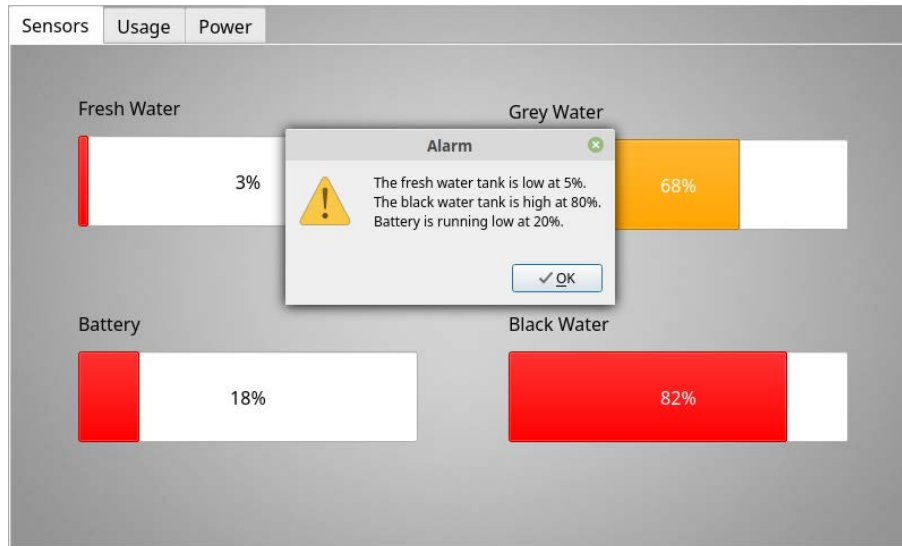 Sensors Usage Power
Fresh Water
Grey Water
3%
68%
Alarm
The fresh water tank is low at 5%.
The black water tank is high at 80%.
Battery is running low at 20%.
OK
Battery
Black Water
18%
82%